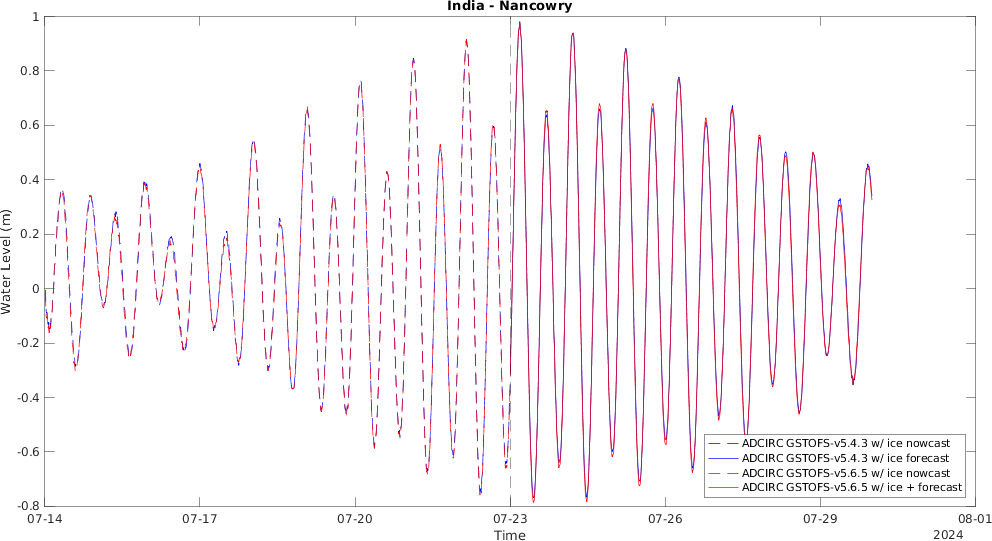 India - Nancowry
1
0.8
0.6
0.4
0.2
0
-0.2
-0.4
-0.6
-0.8
Water Level (m)
ADCIRC GSTOFS-v5.4.3 w/ ice nowcast
ADCIRC GSTOFS-v5.4.3 w/ ice forecast
ADCIRC GSTOFS-v5.6.5 w/ ice nowcast
ADCIRC GSTOFS-v5.6.5 w/ ice + forecast
07-14 07-17 07-20 07-23 07-26 07-29 08-01
Time
2024